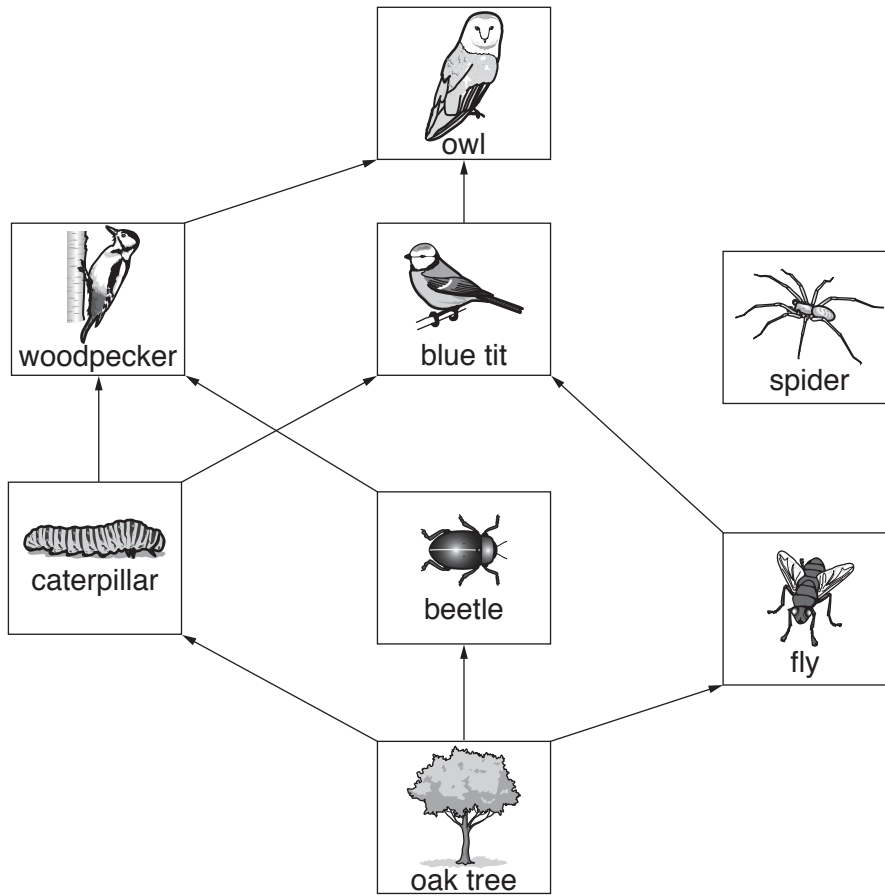 owl
woodpecker
blue tit
spider
caterpillar
beetle
fly
oak tree